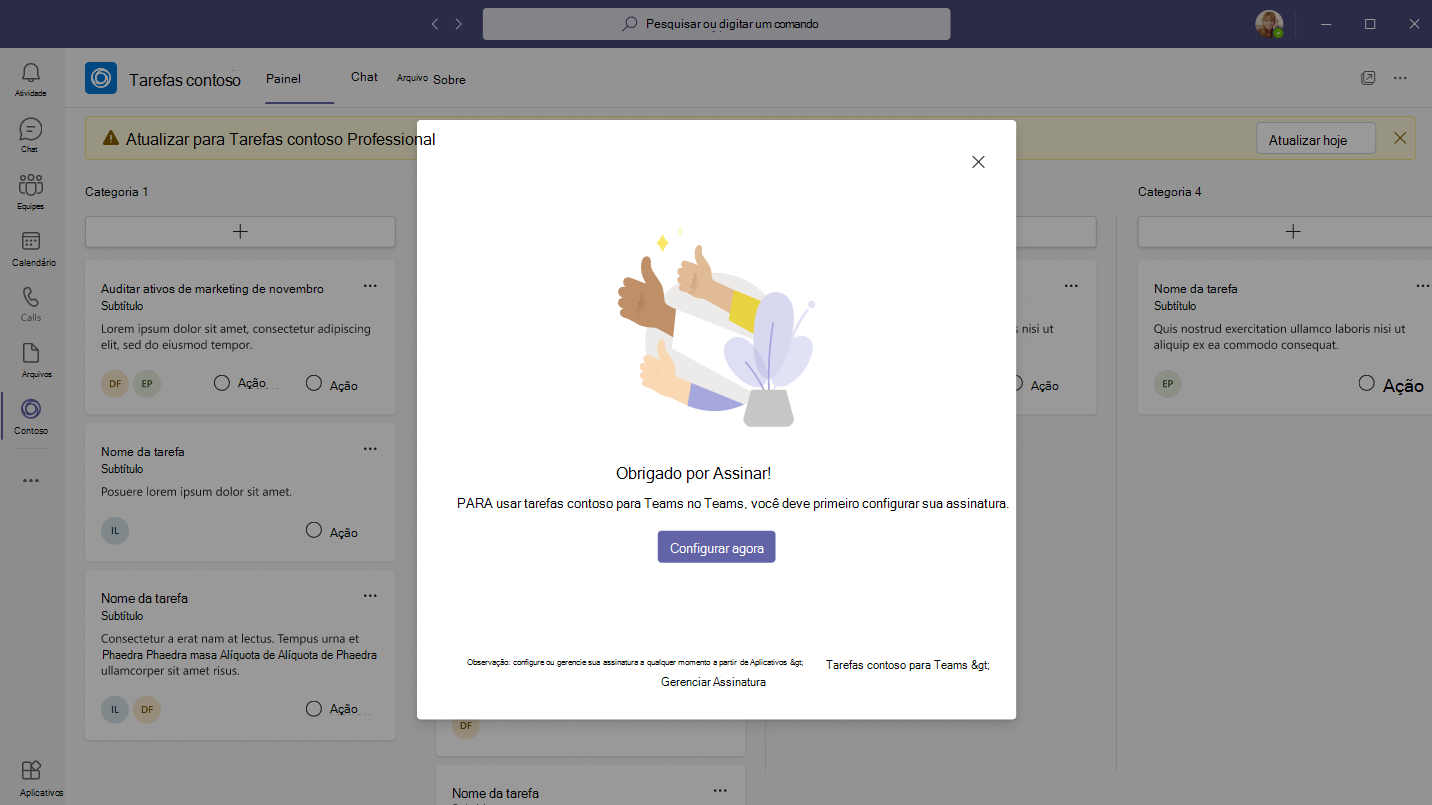 Pesquisar ou digitar um comando
Atividade
Chat
Equipes
Calendário
Calls
Arquivos
Contoso
Aplicativos
Tarefas contoso
Painel
Chat
Arquivo
Sobre
Atualizar para Tarefas contoso Professional
Atualizar hoje
Categoria 1
Auditar ativos de marketing de novembro
Subtítulo
Lorem ipsum dolor sit amet, consectetur adipiscing
elit, sed do eiusmod tempor.
DF
EP
Ação
Ação
Nome da tarefa
Subtítulo
Posuere lorem ipsum dolor sit amet.
IL
Ação
Nome da tarefa
Subtítulo
Consectetur a erat nam at lectus. Tempus urna et
Phaedra Phaedra masa Alíquota de Alíquota de Phaedra
ullamcorper sit amet risus.
IL
DF
Ação
DF
Nome da tarefa
Obrigado por Assinar!
PARA usar tarefas contoso para Teams no Teams, você deve primeiro configurar sua assinatura.
Configurar agora
Observação: configure ou gerencie sua assinatura a qualquer momento a partir de Aplicativos &gt;
Tarefas contoso para Teams &gt;
Gerenciar Assinatura
nisi ut
Ação
Categoria 4
Nome da tarefa
Subtítulo
Quis nostrud exercitation ullamco laboris nisi ut
aliquip ex ea commodo consequat.
EP
Ação